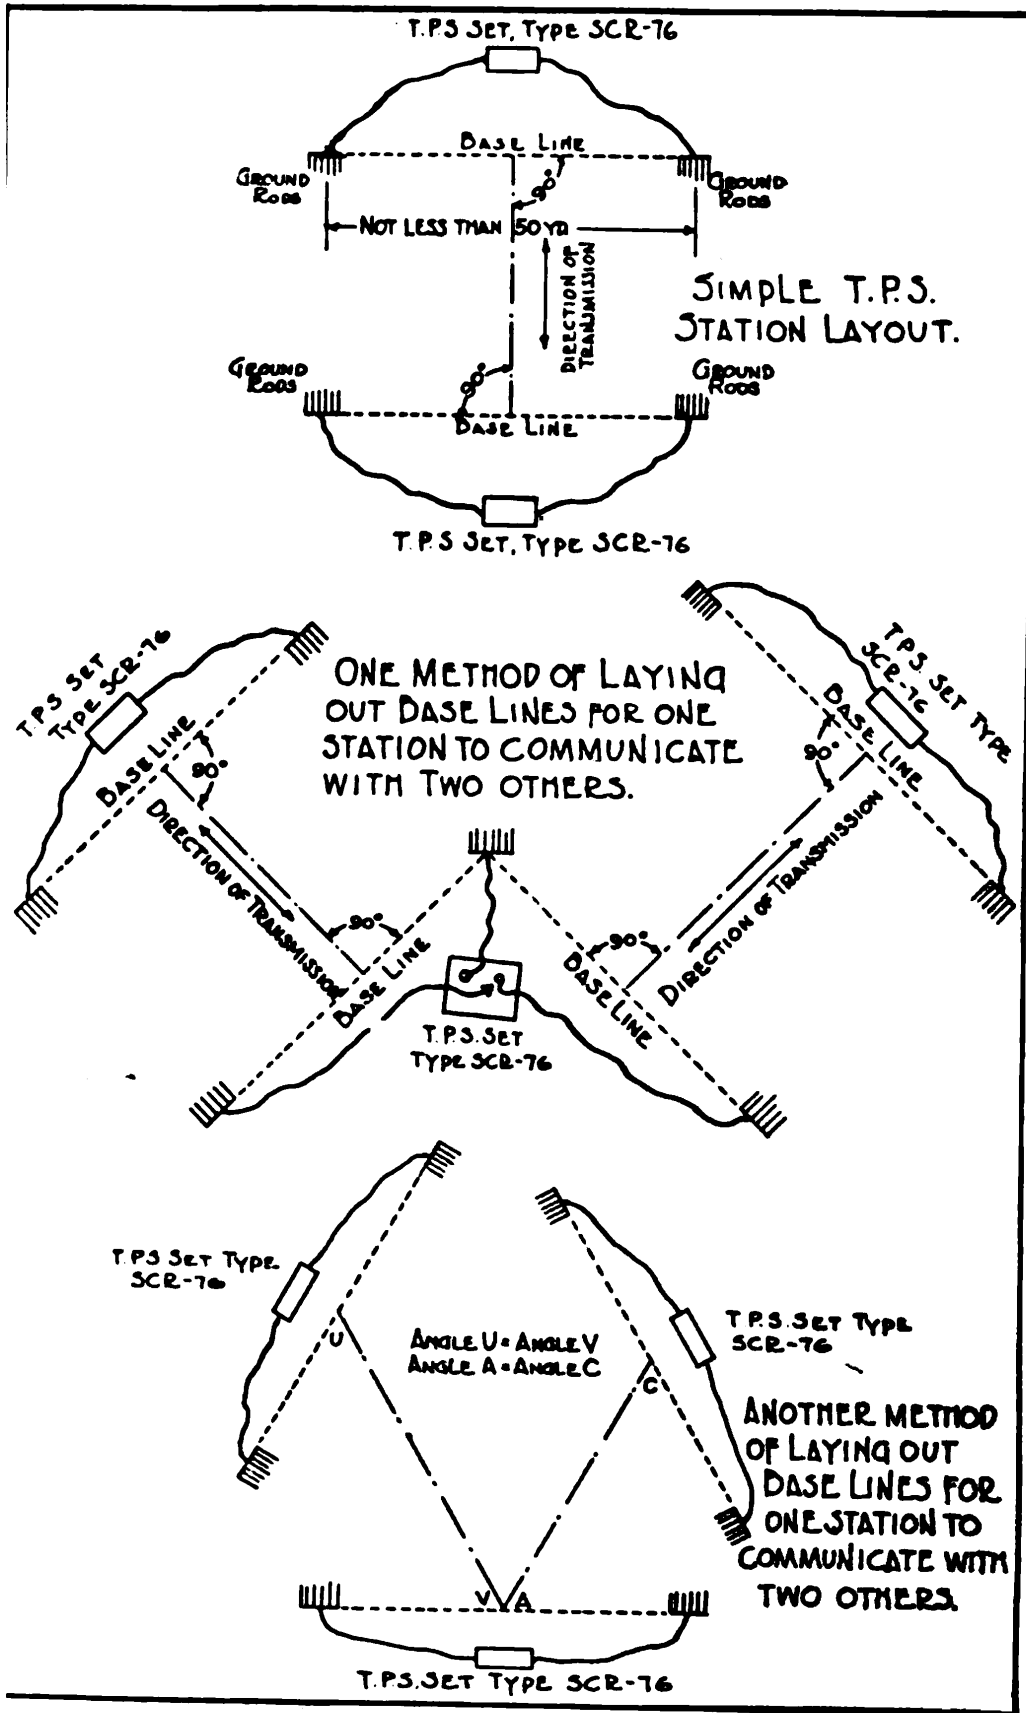 T.P.S SET, TYPE SCR-76
BASE LINE
90°
GROUND
RODS
GROUND
RODS
NOT LESS THAN 50 YD
DIRECTION OF
TRANSMISSION
SIMPLE T.P.S.
STATION LAYOUT.
GROUND
RODS
GROUND
RODS
90°
BASE LINE
T.P.S SET, TYPE SCR-76
T.P.S SET
TYPE SCR-76
BASE LINE
90°
DIRECTION OF TRANSMISSION
90°
BASE LINE
ONE METHOD OF LAYING
OUT BASE LINES FOR ONE
STATION TO COMMUNICATE
WITH TWO OTHERS.
T.P.S. SET TYPE
SCR-76
BASE LINE
90°
DIRECTION OF TRANSMISSION
90°
BASE LINE
T.P.S. SET
TYPE SCR-76
T.P.S SET TYPE
SCR-76
U
ANGLE U = ANGLE V
ANGLE A = ANGLE C
C
T.P.S. SET TYPE
SCR-76
ANOTHER METHOD
OF LAYING OUT
BASE LINES FOR
ONE STATION TO
COMMUNICATE WITH
TWO OTHERS.
V A
T.P.S. SET TYPE SCR-76